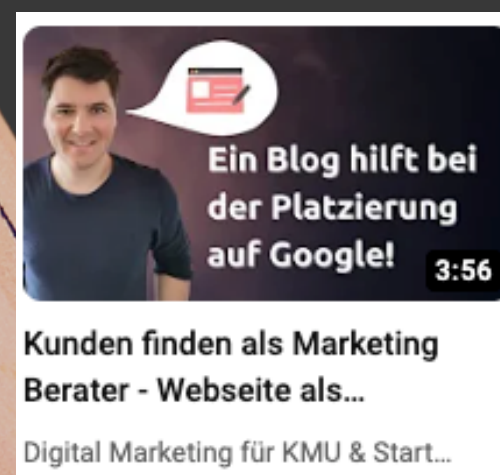 Ein Blog hilft bei
der Platzierung
auf Google!
3:56
Kunden finden als Marketing
Berater - Webseite als...
Digital Marketing für KMU & Start...